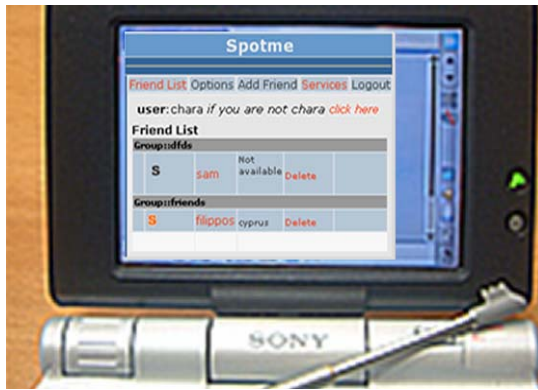 Spotme
Friend List Options Add Friend Services Logout
user:chara if you are not chara click here
Friend List
Group::dfds
S sam Not available Delete
Group::friends
S filippos cyprus Delete
SONY